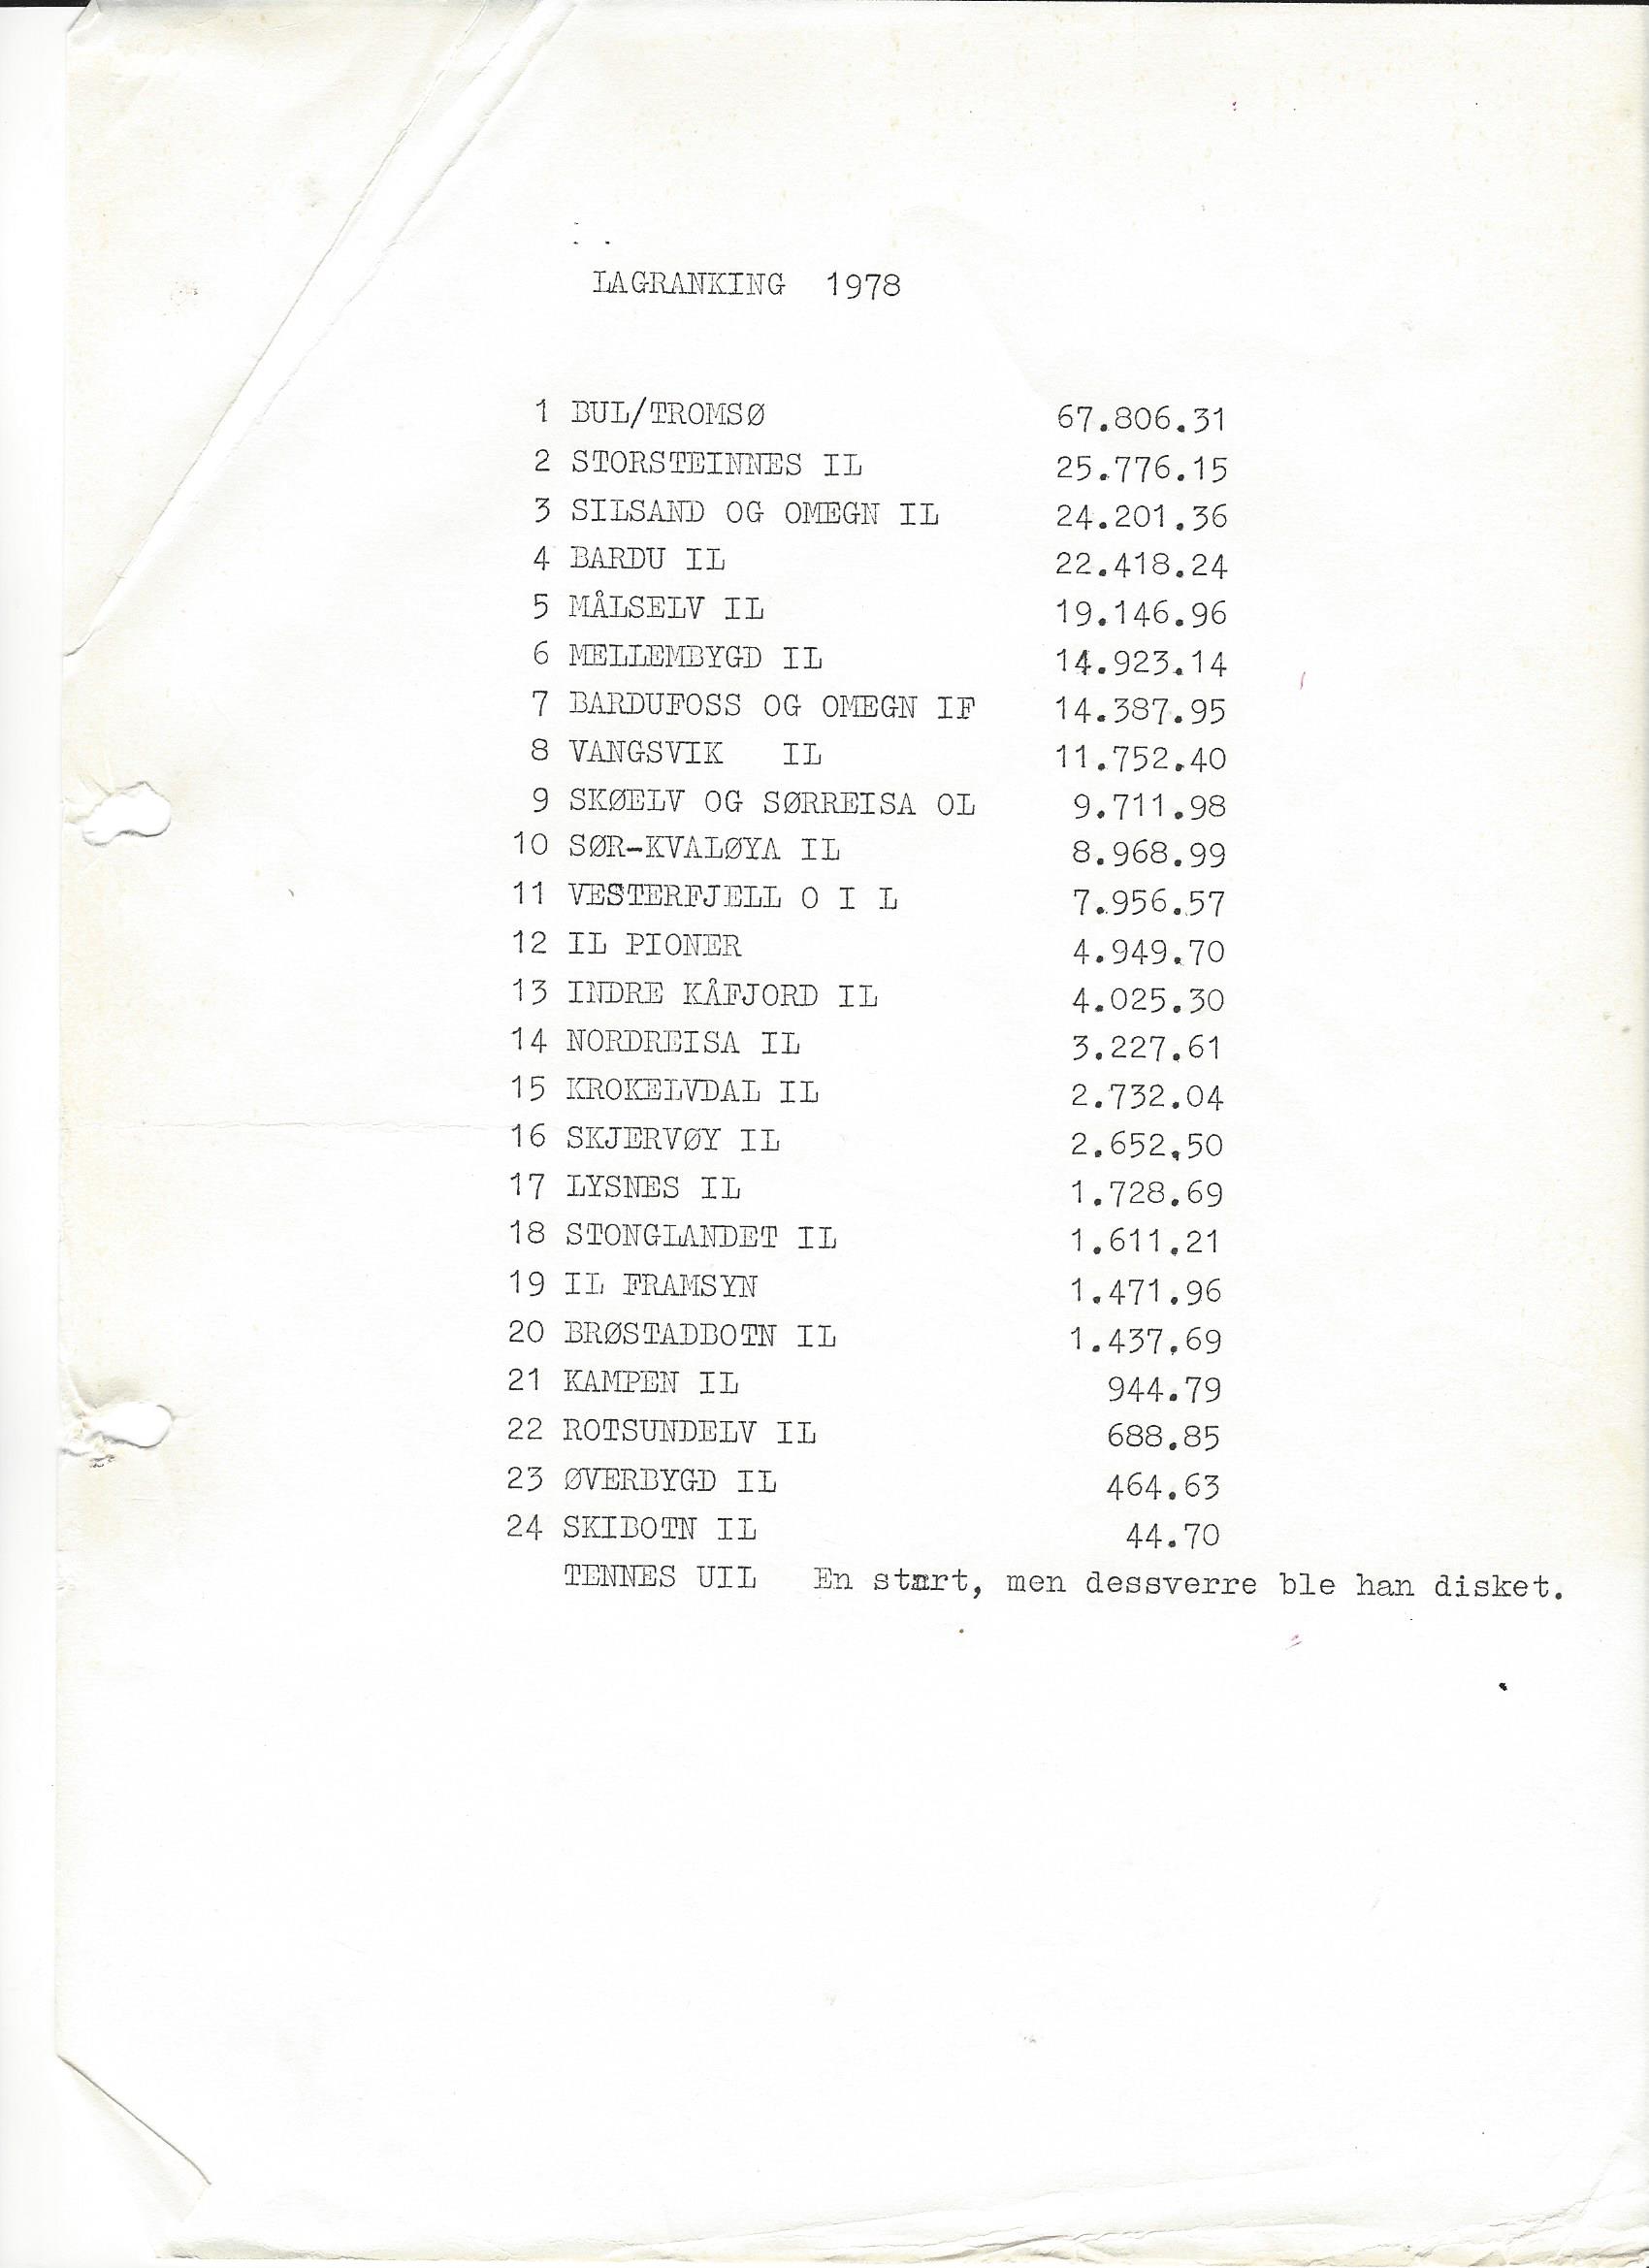 LAGRANKING 1978
1 BUL/TROMSØ 67.806.31
2 STORSTEINNES IL 25.776.15
3 SILSAND OG OMEGN IL 24.201.36
4 BARDU IL 22.418.24
5 MÅLSELV IL 19.146.96
6 MELLEMBYGD IL 14.923.14
7 BARDUFOSS OG OMEGN IF 14.387.95
8 VANGSVIK IL 11.752.40
9 SKØELV OG SØRREISA OL 9.711.98
10 SØR-KVALØYA IL 8.968.99
11 VESTERFJELL O I L 7.956.57
12 IL PIONER 4.949.70
13 INDRE KÅFJORD IL 4.025.30
14 NORDREISA IL 3.227.61
15 KROKELVDAL IL 2.732.04
16 SKJERVØY IL 2.652.50
17 LYSNES IL 1.728.69
18 STONGLANDET IL 1.611.21
19 IL FRAMSYN 1.471.96
20 BRØSTADBOTN IL 1.437.69
21 KAMPEN IL 944.79
22 ROTSUNDELV IL 688.85
23 ØVERBYGD IL 464.63
24 SKIBOTN IL 44.70
TENNES UIL En start, men dessverre ble han disket.